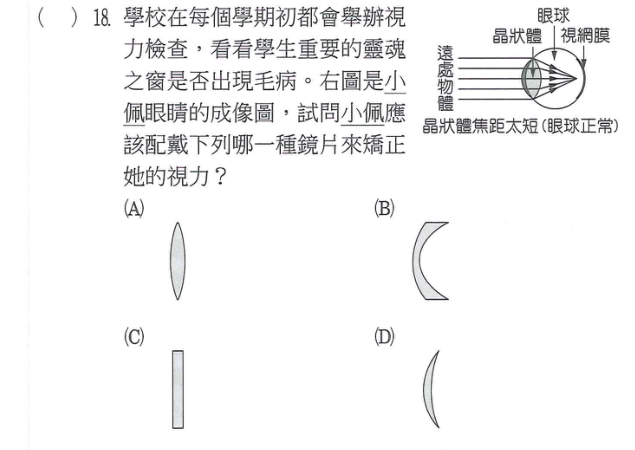 ( ) 18. 學校在每個學期初都會舉辦視
力檢查，看看學生重要的靈魂
之窗是否出現毛病。右圖是小
佩眼睛的成像圖，試問小佩應
該配戴下列哪一種鏡片來矯正
她的視力？
眼球
晶狀體 視網膜
遠處物體
晶狀體焦距太短(眼球正常)
(A)
(B)
(C)
(D)